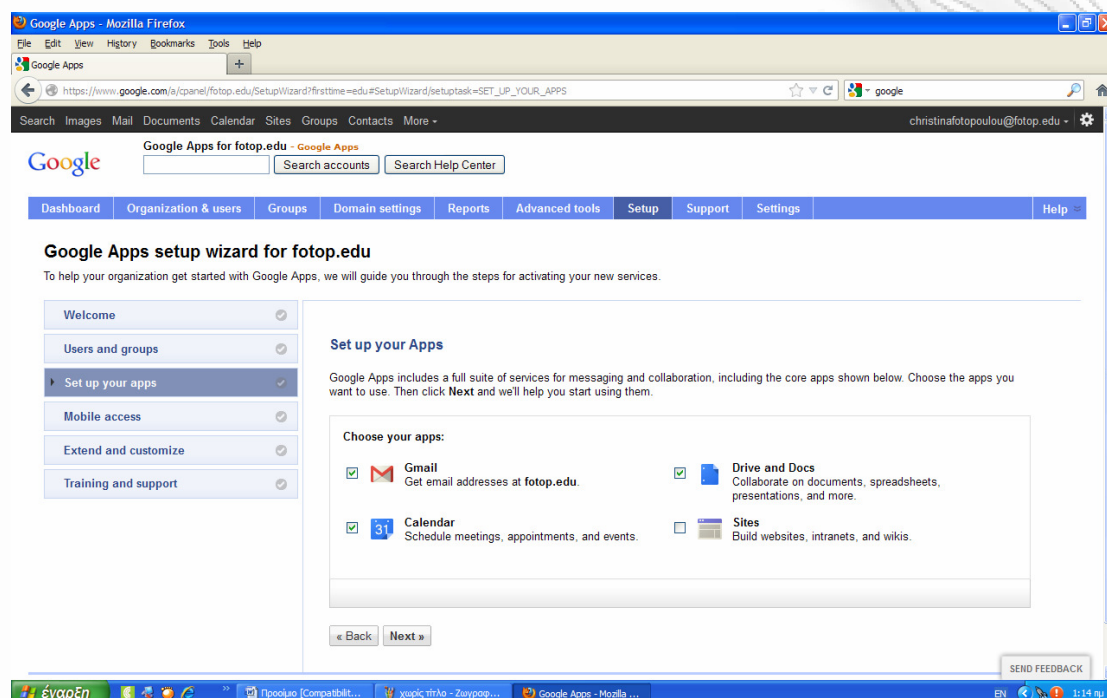 Google Apps - Mozilla Firefox
File Edit View History Bookmarks Tools Help
Google Apps +
https://www.google.com/a/cpanel/fotop.edu/SetupWizard?firsttime=edu#SetupWizard/setuptask=SET_UP_YOUR_APPS google
Search Images Mail Documents Calendar Sites Groups Contacts More christinafotopoulou@fotop.edu
Google Apps for fotop.edu - Google Apps
Google Search accounts Search Help Center
Dashboard Organization & users Groups Domain settings Reports Advanced tools Setup Support Settings Help
Google Apps setup wizard for fotop.edu
To help your organization get started with Google Apps, we will guide you through the steps for activating your new services.
Welcome
Users and groups
Set up your apps
Mobile access
Extend and customize
Training and support
Set up your Apps
Google Apps includes a full suite of services for messaging and collaboration, including the core apps shown below. Choose the apps you
want to use. Then click Next and we'll help you start using them.
Choose your apps:
Gmail
Get email addresses at fotop.edu.
Drive and Docs
Collaborate on documents, spreadsheets,
presentations, and more.
31
Calendar
Schedule meetings, appointments, and events.
Sites
Build websites, intranets, and wikis.
« Back Next »
SEND FEEDBACK
έναρξη » Προοίμιο [Compatibilit... χωρίς τίτλο - Ζωγραφ... Google Apps - Mozilla ... EN 1:14 πμ